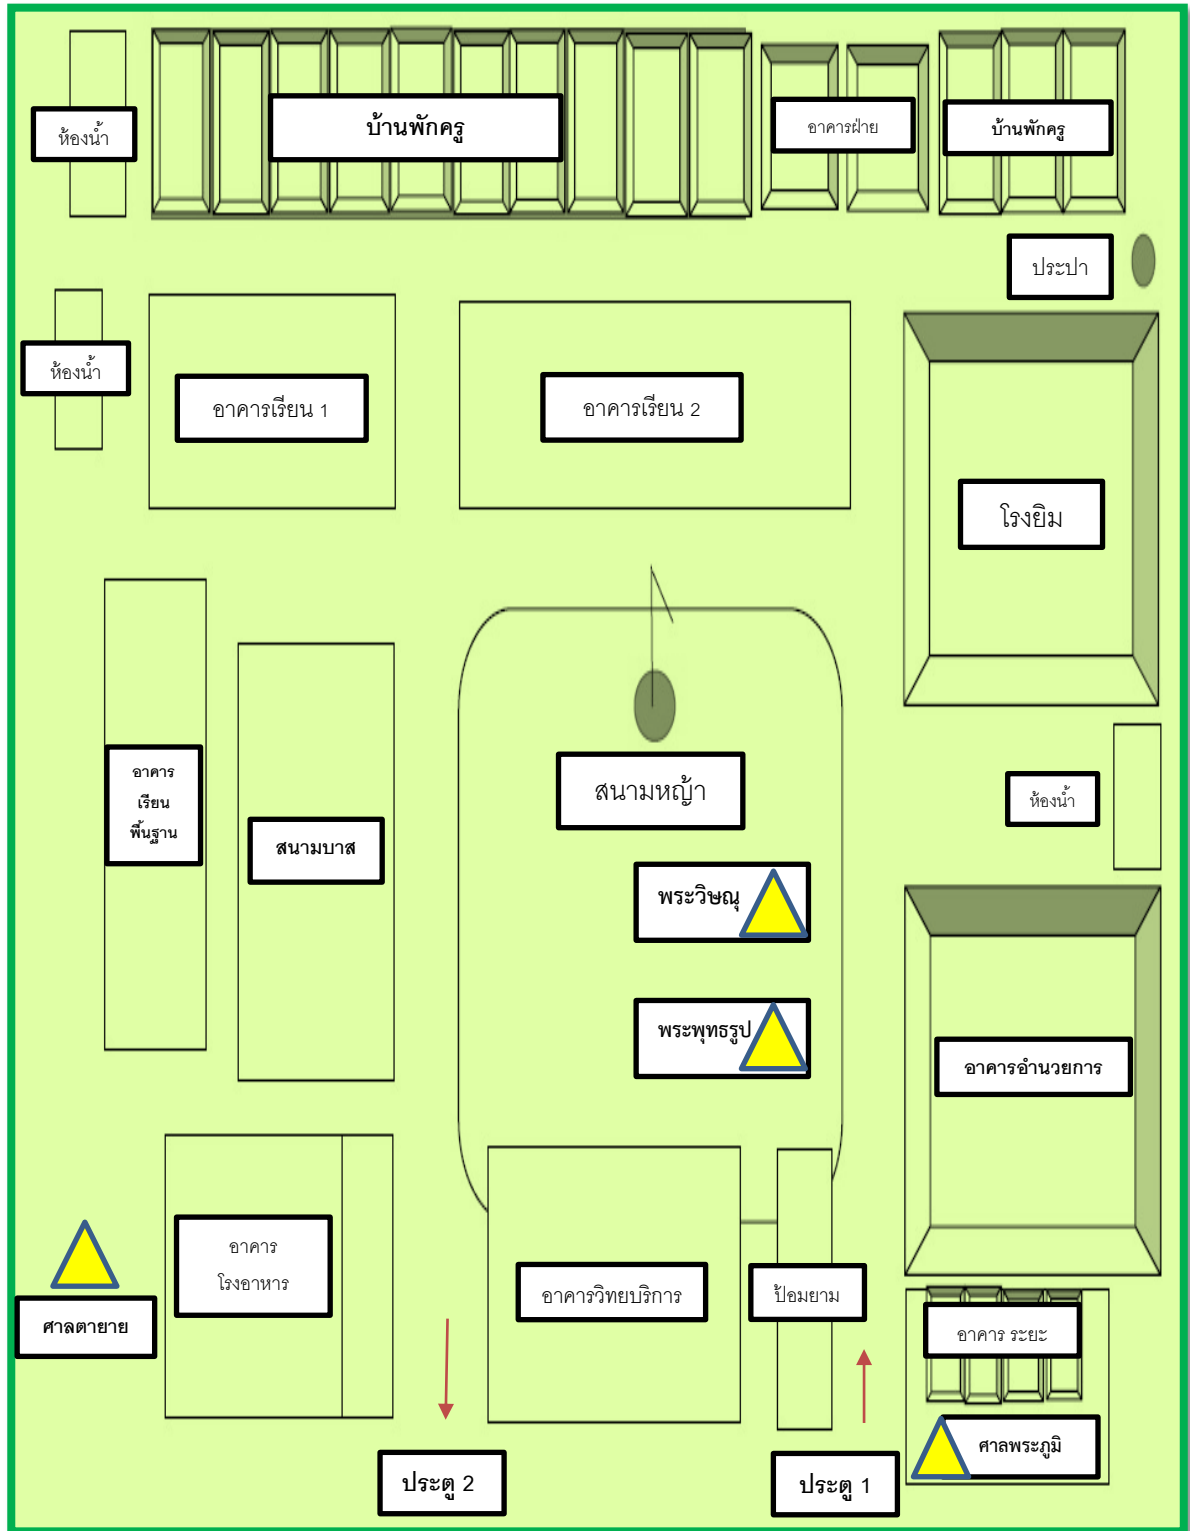 ห้องน้ำ
บ้านพักครู
อาคารฝ่าย
บ้านพักครู
ประปา
ห้องน้ำ
อาคารเรียน 1
อาคารเรียน 2
โรงยิม
อาคาร
เรียน
พื้นฐาน
สนามบาส
สนามหญ้า
ห้องน้ำ
พระวิษณุ
พระพุทธรูป
อาคารอำนวยการ
ศาลตายาย
อาคาร
โรงอาหาร
อาคารวิทยบริการ
ป้อมยาม
อาคาร ระยะ
ศาลพระภูมิ
ประตู 2
ประตู 1